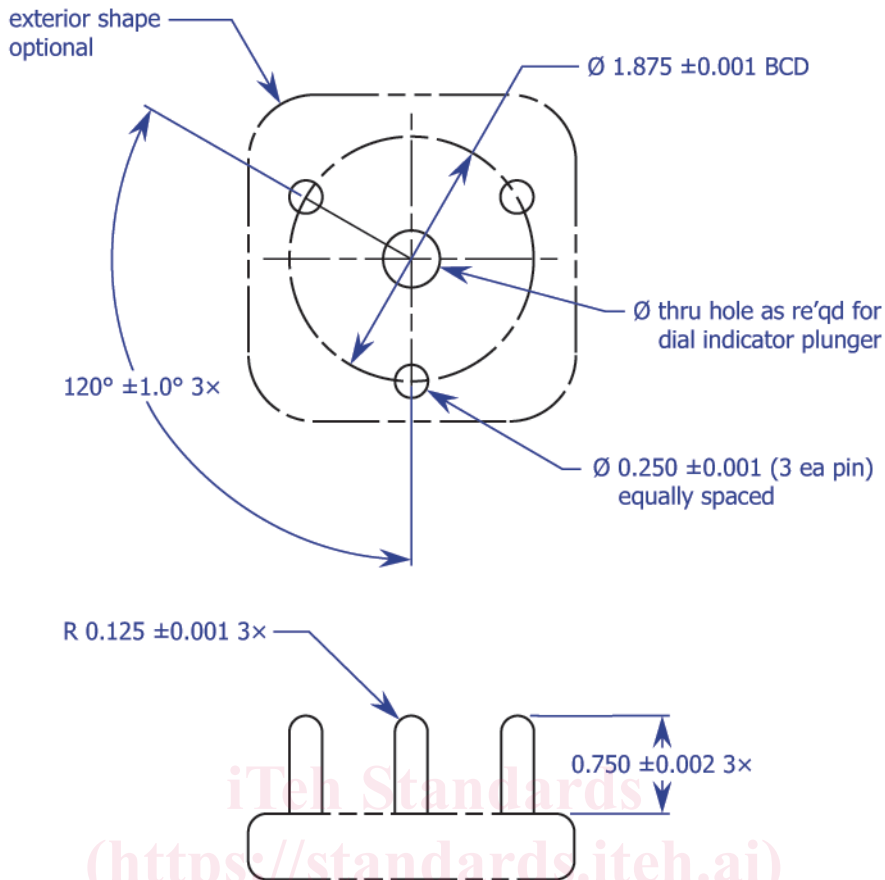 exterior shape
optional
Ø 1.875 ±0.001 BCD
Ø thru hole as re'qd for
dial indicator plunger
120° ±1.0° 3×
Ø 0.250 ±0.001 (3 ea pin)
equally spaced
R 0.125 ±0.001 3×
0.750 ±0.002 3×
iTeh Standards
(https://standards.iteh.ai)